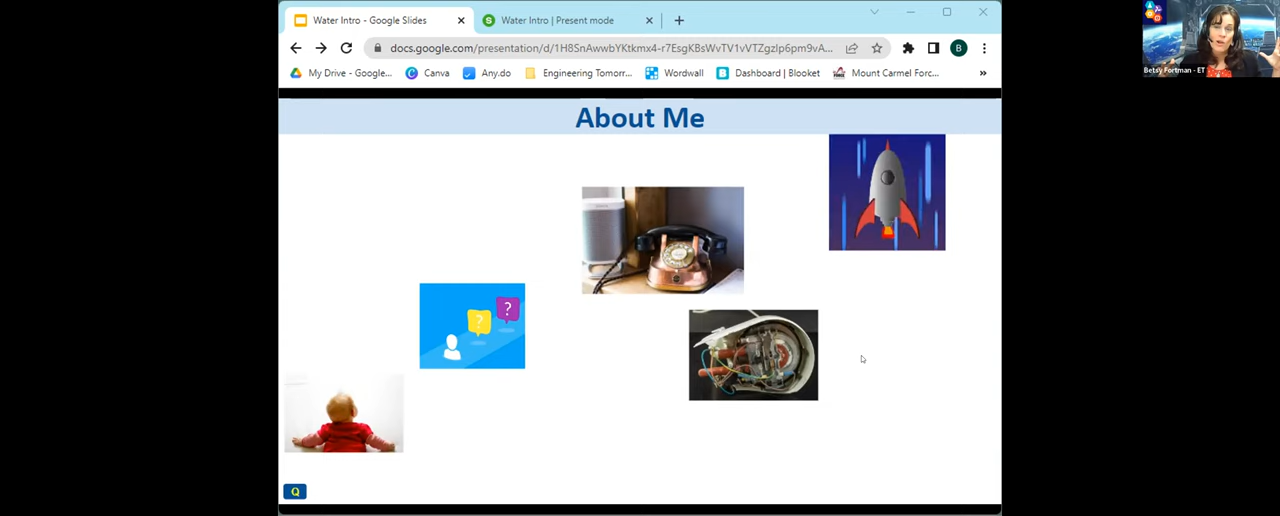 Water Intro - Google Slides
Water Intro | Present mode
docs.google.com/presentation/d/1H8SnAwwbYKtkmx4-r7EsgKBsWvTV1vVTZgzIp6pm9vA...
B
My Drive - Google...
Canva
Any.do
Engineering Tomorr...
Wordwall
B
Dashboard | Blooket
Mount Carmel Forc...
»
Betsy Fortman - ET
About Me
?
?
Q